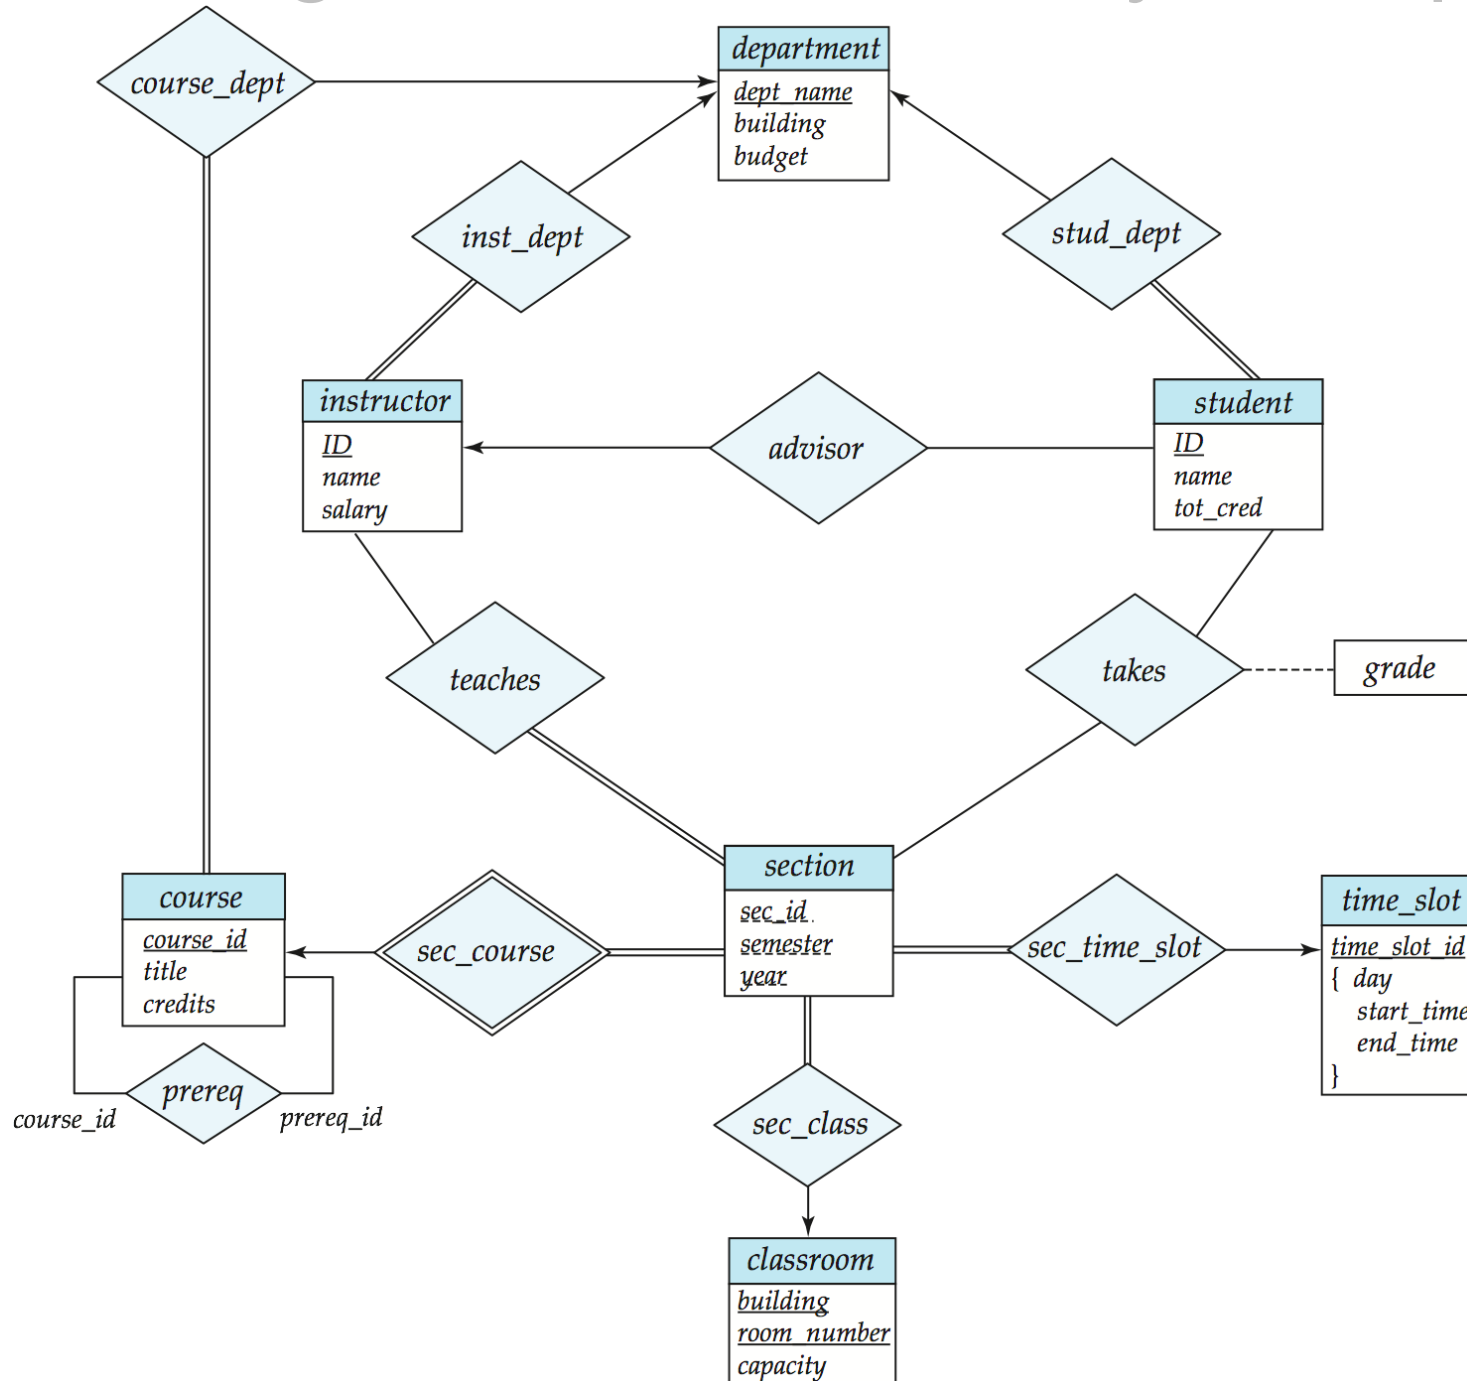 course_dept
department
dept_name
building
budget
inst_dept
stud_dept
instructor
ID
name
salary
advisor
student
ID
name
tot_cred
teaches
takes
grade
section
sec_id
semester
year
course
course_id
title
credits
sec_course
sec_time_slot
time_slot
time_slot_id
{ day
start_time
end_time
}
prereq
course_id
prereq_id
sec_class
classroom
building
room_number
capacity